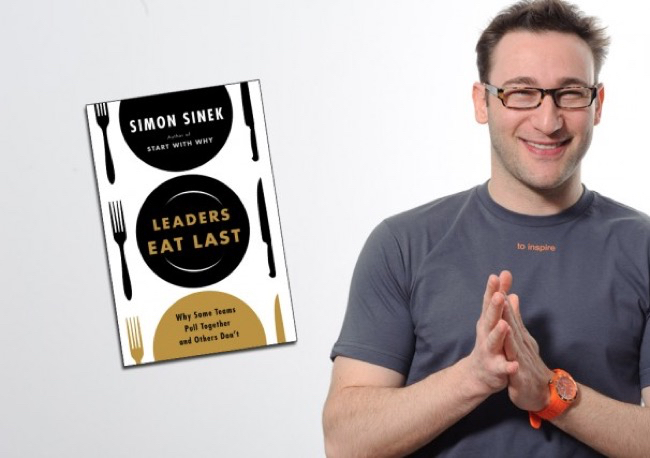 SIMON SINEK
Author of
START WITH WHY
LEADERS
EAT LAST
Why Some Teams
Pull Together
and Others Don't
to inspire